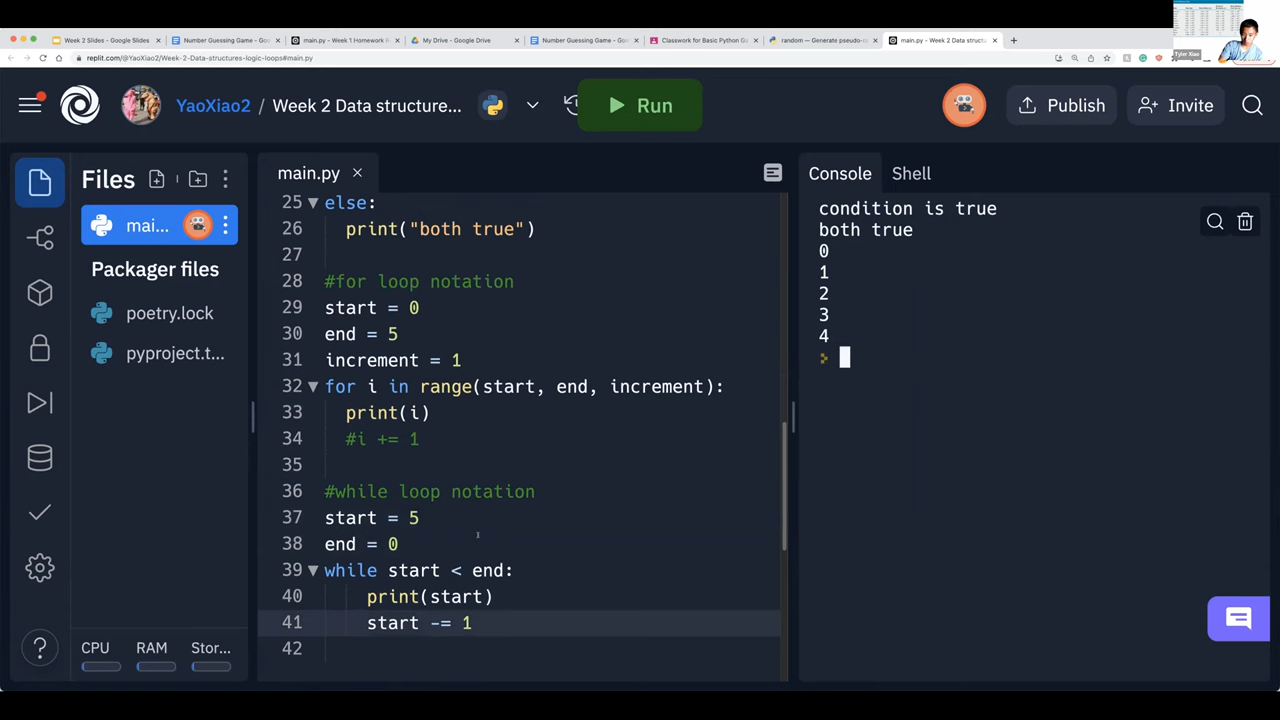 Week 2 Slides - Google Slides
Number Guessing Game - Goo
main.py - Week 1 Homework R
My Drive - Google Drive
Number Guessing Game - Goo
Classwork for Basic Python G
random — Generate pseudo-ra
main.py - Week 2 Data structu
replit.com/@YaoXiao2/Week-2-Data-structures-logic-loops#main.py
Tyler Xiao
YaoXiao2 / Week 2 Data structure...
Run
Publish
Invite
Files
mai...
Packager files
poetry.lock
pyproject.t...
CPU RAM Stor...
main.py
25 else:
26 print("both true")
27
28 #for loop notation
29 start = 0
30 end = 5
31 increment = 1
32 for i in range(start, end, increment):
33 print(i)
34 #i += 1
35
36 #while loop notation
37 start = 5
38 end = 0
39 while start < end:
40 print(start)
41 start -= 1
42
Console Shell
condition is true
both true
0
1
2
3
4